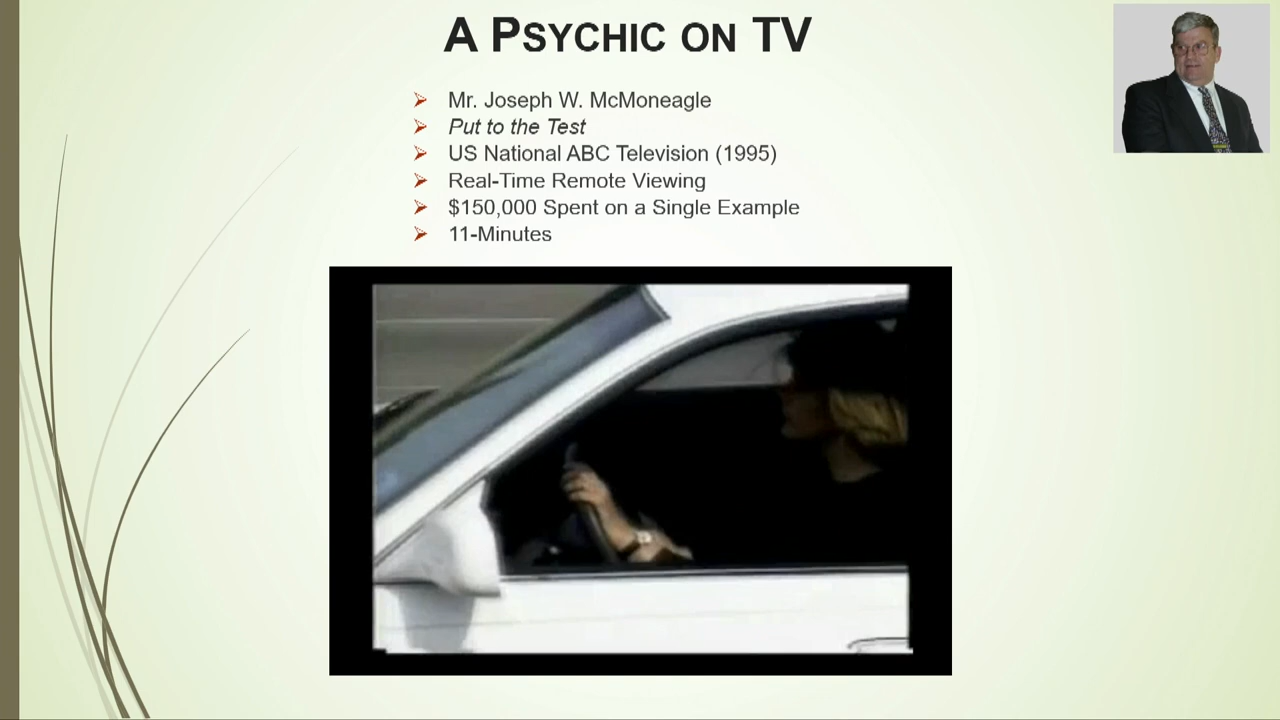 A PSYCHIC ON TV
Mr. Joseph W. McMoneagle
Put to the Test
US National ABC Television (1995)
Real-Time Remote Viewing
$150,000 Spent on a Single Example
11-Minutes